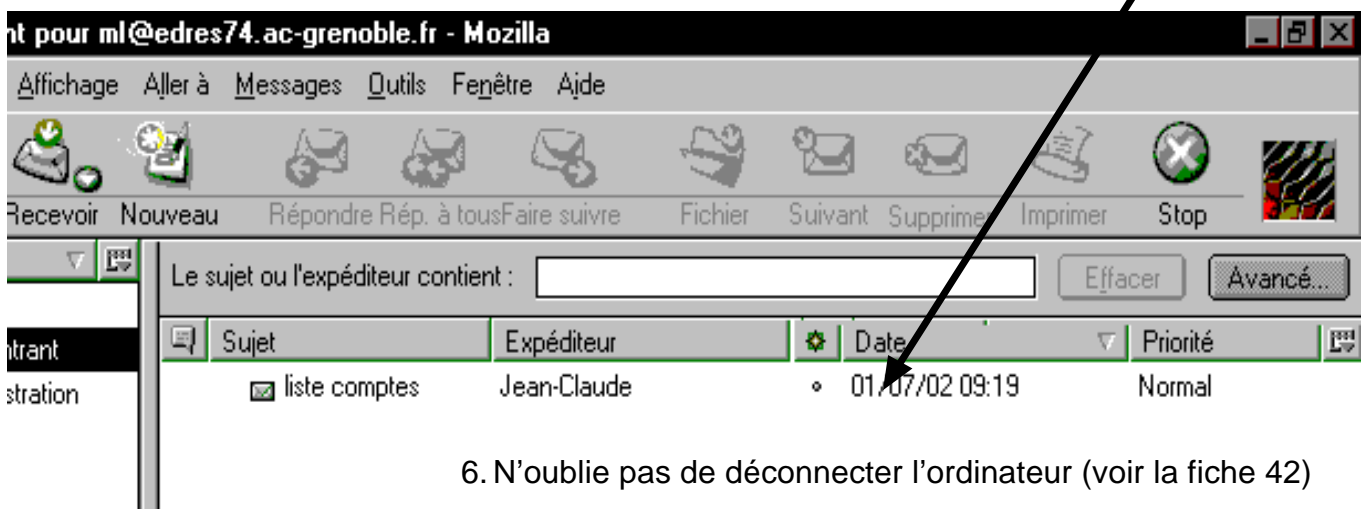 nt pour ml@edres74.ac-grenoble.fr - Mozilla
Affichage Aller à Messages Outils Fenêtre Aide
Recevoir Nouveau Répondre Rép. à tous Faire suivre Fichier Suivant Supprimer Imprimer Stop
Le sujet ou l'expéditeur contient : Effacer Avancé...
Sujet Expéditeur Date Priorité
ntrant liste comptes Jean-Claude 01/07/02 09:19 Normal
stration
6. N’oublie pas de déconnecter l’ordinateur (voir la fiche 42)